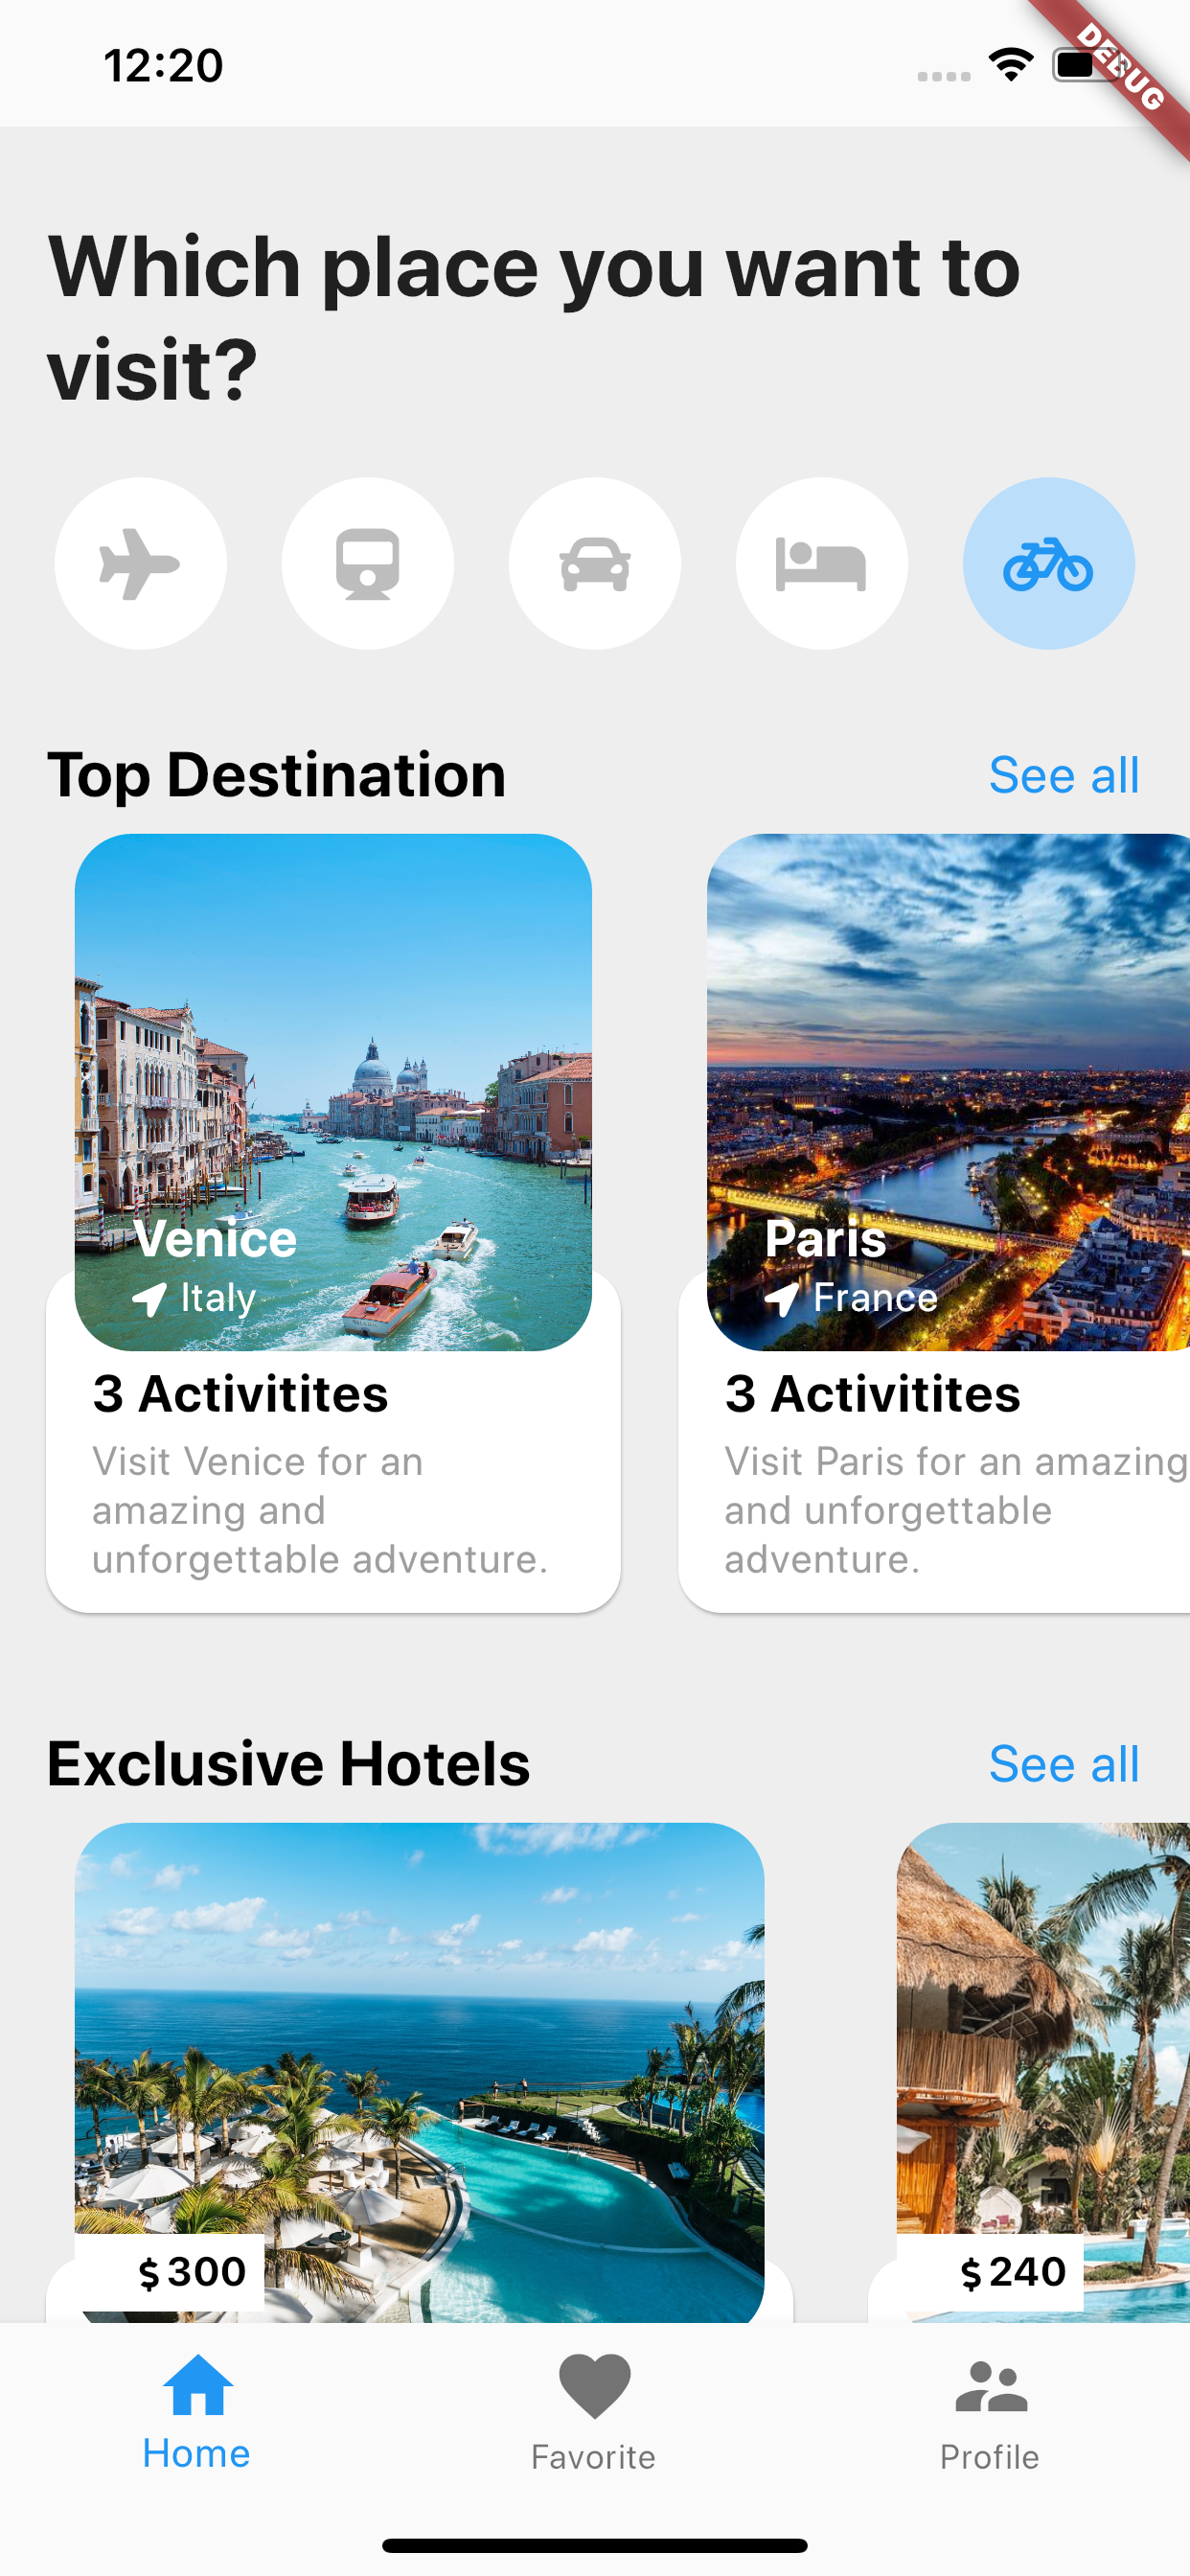 12:20
DEBUG
Which place you want to
visit?
Top Destination
See all
Venice
Italy
3 Activitites
Visit Venice for an
amazing and
unforgettable adventure.
Paris
France
3 Activitites
Visit Paris for an amazing
and unforgettable
adventure.
Exclusive Hotels
See all
$300
$240
Home
Favorite
Profile